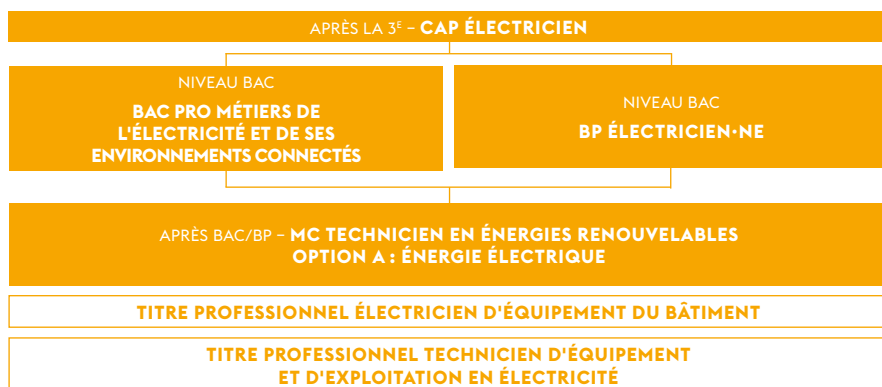 APRÈS LA 3E – CAP ÉLECTRICIEN
NIVEAU BAC
BAC PRO MÉTIERS DE
L'ÉLECTRICITÉ ET DE SES
ENVIRONNEMENTS CONNECTÉS
NIVEAU BAC
BP ÉLECTRICIEN·NE
APRÈS BAC/BP – MC TECHNICIEN EN ÉNERGIES RENOUVELABLES
OPTION A : ÉNERGIE ÉLECTRIQUE
TITRE PROFESSIONNEL ÉLECTRICIEN D'ÉQUIPEMENT DU BÂTIMENT
TITRE PROFESSIONNEL TECHNICIEN D'ÉQUIPEMENT
ET D'EXPLOITATION EN ÉLECTRICITÉ